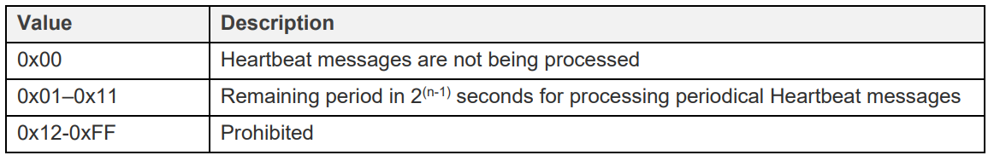 Value Description
0x00 Heartbeat messages are not being processed
0x01–0x11 Remaining period in 2(n-1) seconds for processing periodical Heartbeat messages
0x12-0xFF Prohibited